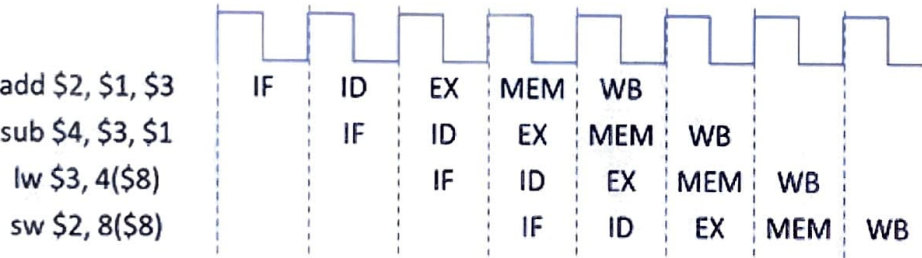 add $2, $1, $3 IF ID EX MEM WB
sub $4, $3, $1 IF ID EX MEM WB
lw $3, 4($8) IF ID EX MEM WB
sw $2, 8($8) IF ID EX MEM WB